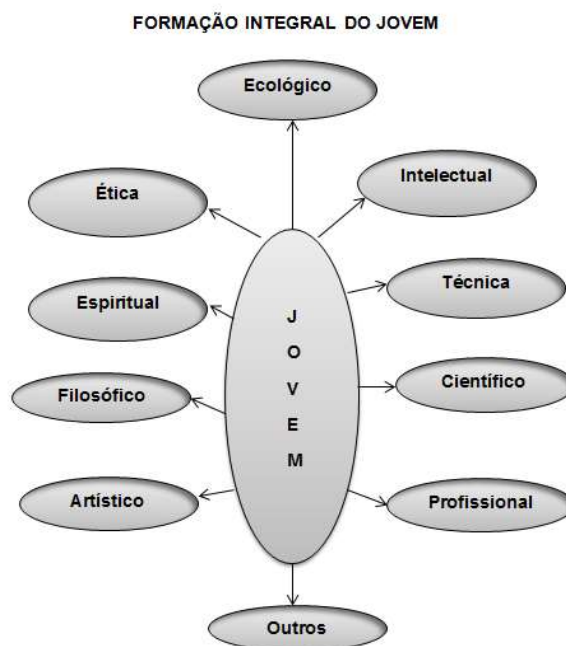 FORMAÇÃO INTEGRAL DO JOVEM
Ecológico
Intelectual
Ética
Técnica
Espiritual
J
O
V
E
M
Científico
Filosófico
Artístico
Profissional
Outros